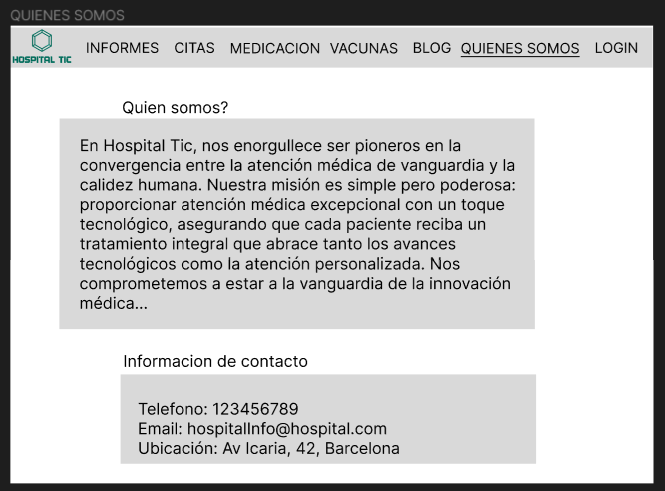 QUIENES SOMOS
HOSPITAL TIC
INFORMES CITAS MEDICACION VACUNAS BLOG QUIENES SOMOS LOGIN
Quien somos?
En Hospital Tic, nos enorgullece ser pioneros en la
convergencia entre la atención médica de vanguardia y la
calidez humana. Nuestra misión es simple pero poderosa:
proporcionar atención médica excepcional con un toque
tecnológico, asegurando que cada paciente reciba un
tratamiento integral que abrace tanto los avances
tecnológicos como la atención personalizada. Nos
comprometemos a estar a la vanguardia de la innovación
médica...
Informacion de contacto
Telefono: 123456789
Email: hospitalInfo@hospital.com
Ubicación: Av Icaria, 42, Barcelona